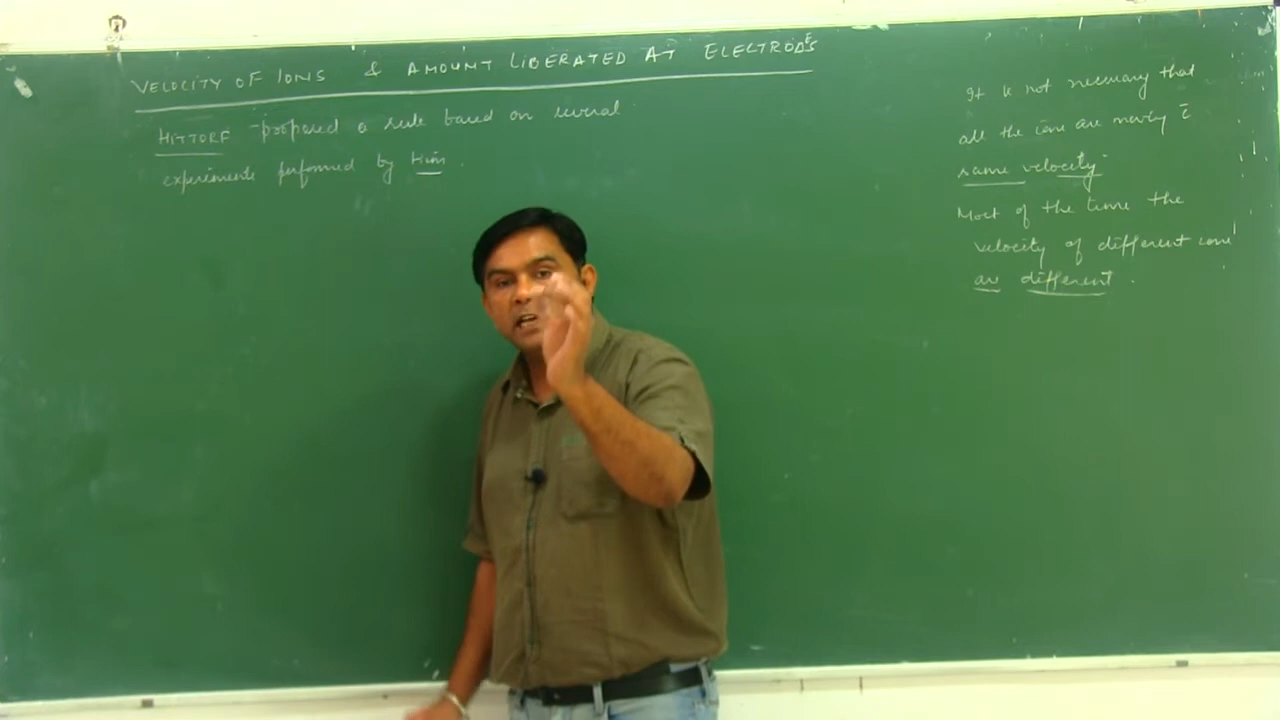 VELOCITY OF IONS & AMOUNT LIBERATED AT ELECTRODES
HITTORF - proposed a rule based on several
experiments performed by Him.
It is not necessary that
all the ions are moving c̄
same velocity.
Most of the time the
velocity of different ions
are different.